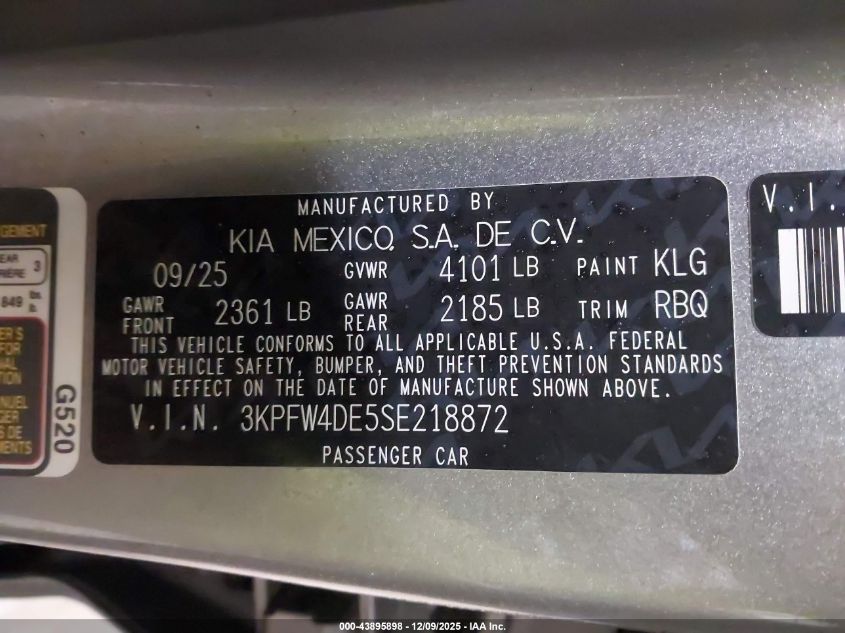 MANUFACTURED BY
KIA MEXICO, S.A. DE C.V.
09/25 GVWR 4101 LB PAINT KLG
GAWR FRONT 2361 LB GAWR REAR 2185 LB TRIM RBQ
THIS VEHICLE CONFORMS TO ALL APPLICABLE U.S.A. FEDERAL
MOTOR VEHICLE SAFETY, BUMPER, AND THEFT PREVENTION STANDARDS
IN EFFECT ON THE DATE OF MANUFACTURE SHOWN ABOVE.
V.I.N. 3KPFW4DE5SE218872
PASSENGER CAR
G520
3
849 lbs.
V.I.
000-43895898 - 12/09/2025 - IAA Inc.